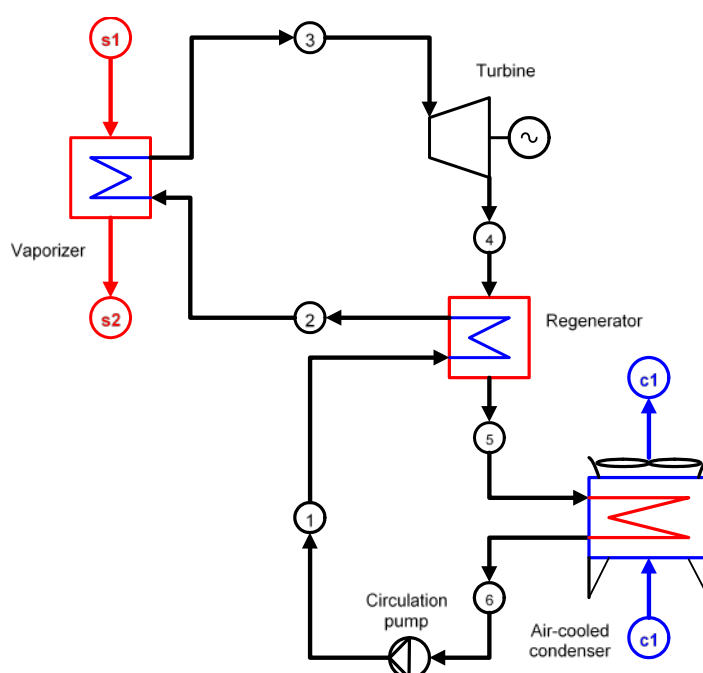 s1
3
Turbine
4
Vaporizer
s2
2
Regenerator
c1
5
1
6
Circulation
pump
Air-cooled
condenser
c1